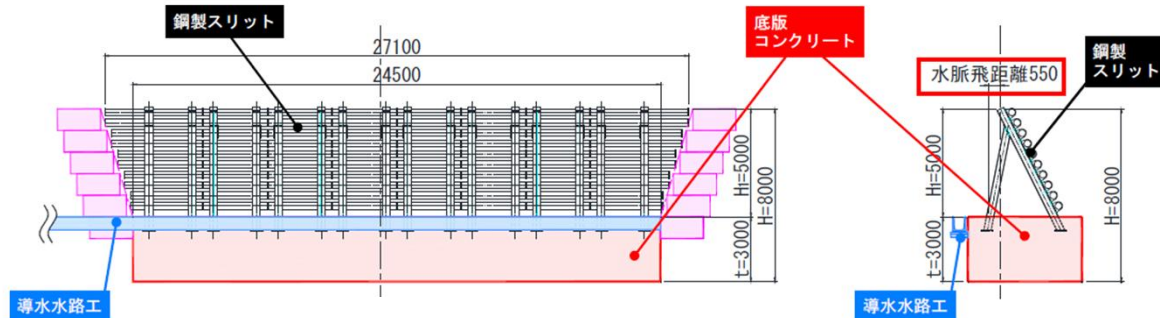 鋼製スリット
27100
24500
底版
コンクリート
H1=5000
t=3000
H=8000
導水水路工
水脈飛距離550
鋼製
スリット
H1=5000
t=3000
H=8000
導水水路工